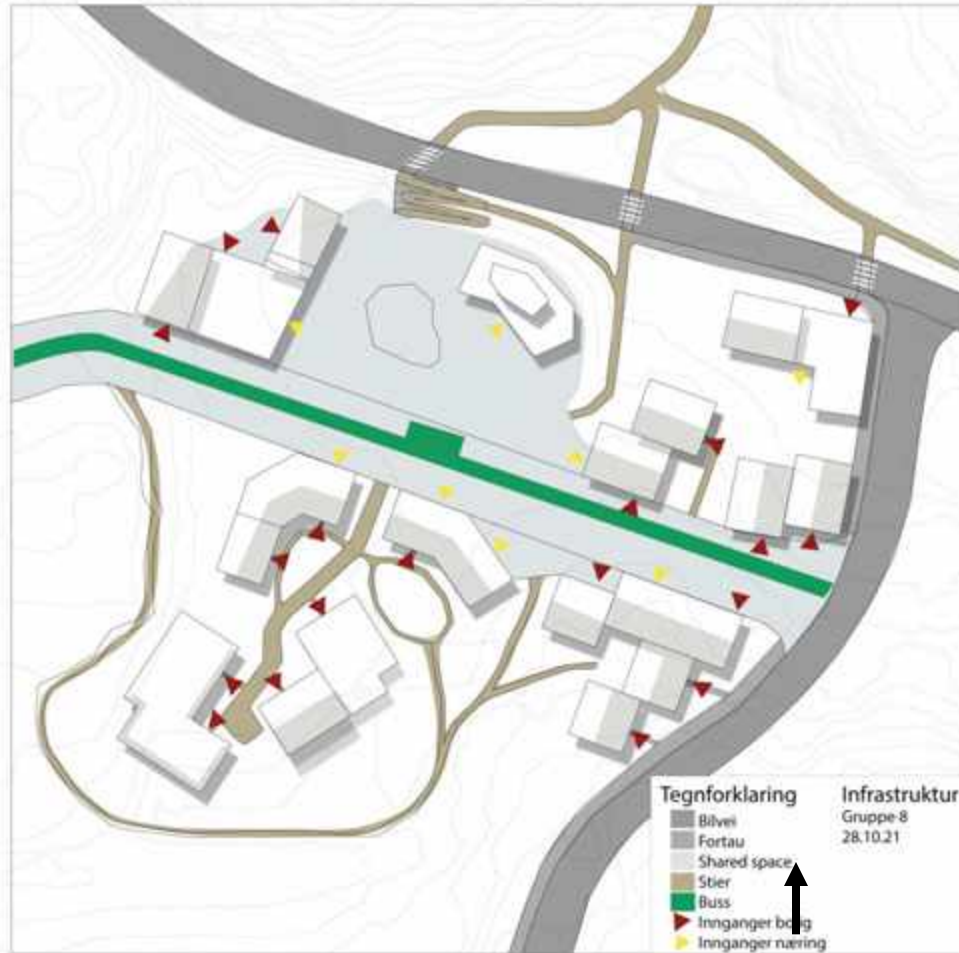 Tegnforklaring
Bilvei
Fortau
Shared space
Stier
Buss
Innganger
Innganger næring
Infrastruktur
Gruppe 8
28.10.21